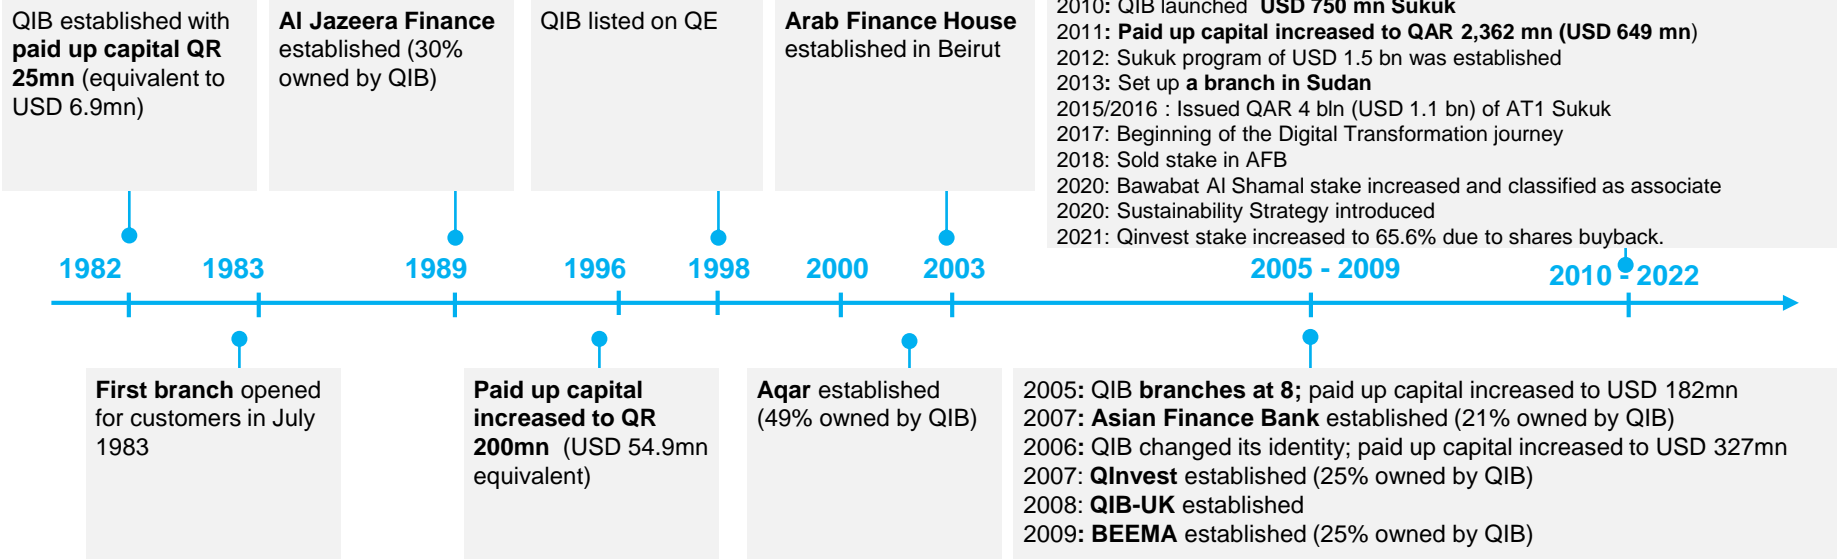 QIB established with
paid up capital QR
25mn (equivalent to
USD 6.9mn)
Al Jazeera Finance
established (30%
owned by QIB)
QIB listed on QE
Arab Finance House
established in Beirut
2010: QIB launched USD 750 mn Sukuk
2011: Paid up capital increased to QAR 2,362 mn (USD 649 mn)
2012: Sukuk program of USD 1.5 bn was established
2013: Set up a branch in Sudan
2015/2016 : Issued QAR 4 bln (USD 1.1 bn) of AT1 Sukuk
2017: Beginning of the Digital Transformation journey
2018: Sold stake in AFB
2020: Bawabat Al Shamal stake increased and classified as associate
2020: Sustainability Strategy introduced
2021: Qinvest stake increased to 65.6% due to shares buyback.
1982
1983
1989
1996
1998
2000
2003
2005 - 2009
2010 - 2022
First branch opened
for customers in July
1983
Paid up capital
increased to QR
200mn (USD 54.9mn
equivalent)
Aqar established
(49% owned by QIB)
2005: QIB branches at 8; paid up capital increased to USD 182mn
2007: Asian Finance Bank established (21% owned by QIB)
2006: QIB changed its identity; paid up capital increased to USD 327mn
2007: QInvest established (25% owned by QIB)
2008: QIB-UK established
2009: BEEMA established (25% owned by QIB)